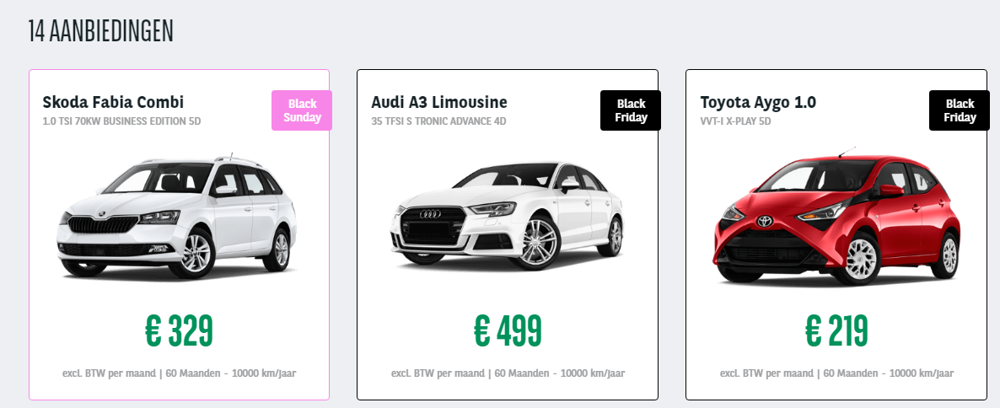 14 AANBIEDINGEN
Skoda Fabia Combi
1.0 TSI 70KW BUSINESS EDITION 5D
Black
Sunday
€ 329
excl. BTW per maand | 60 Maanden - 10000 km/jaar
Audi A3 Limousine
35 TFSI S TRONIC ADVANCE 4D
Black
Friday
€ 499
excl. BTW per maand | 60 Maanden - 10000 km/jaar
Toyota Aygo 1.0
VVT-I X-PLAY 5D
Black
Friday
€ 219
excl. BTW per maand | 60 Maanden - 10000 km/jaar